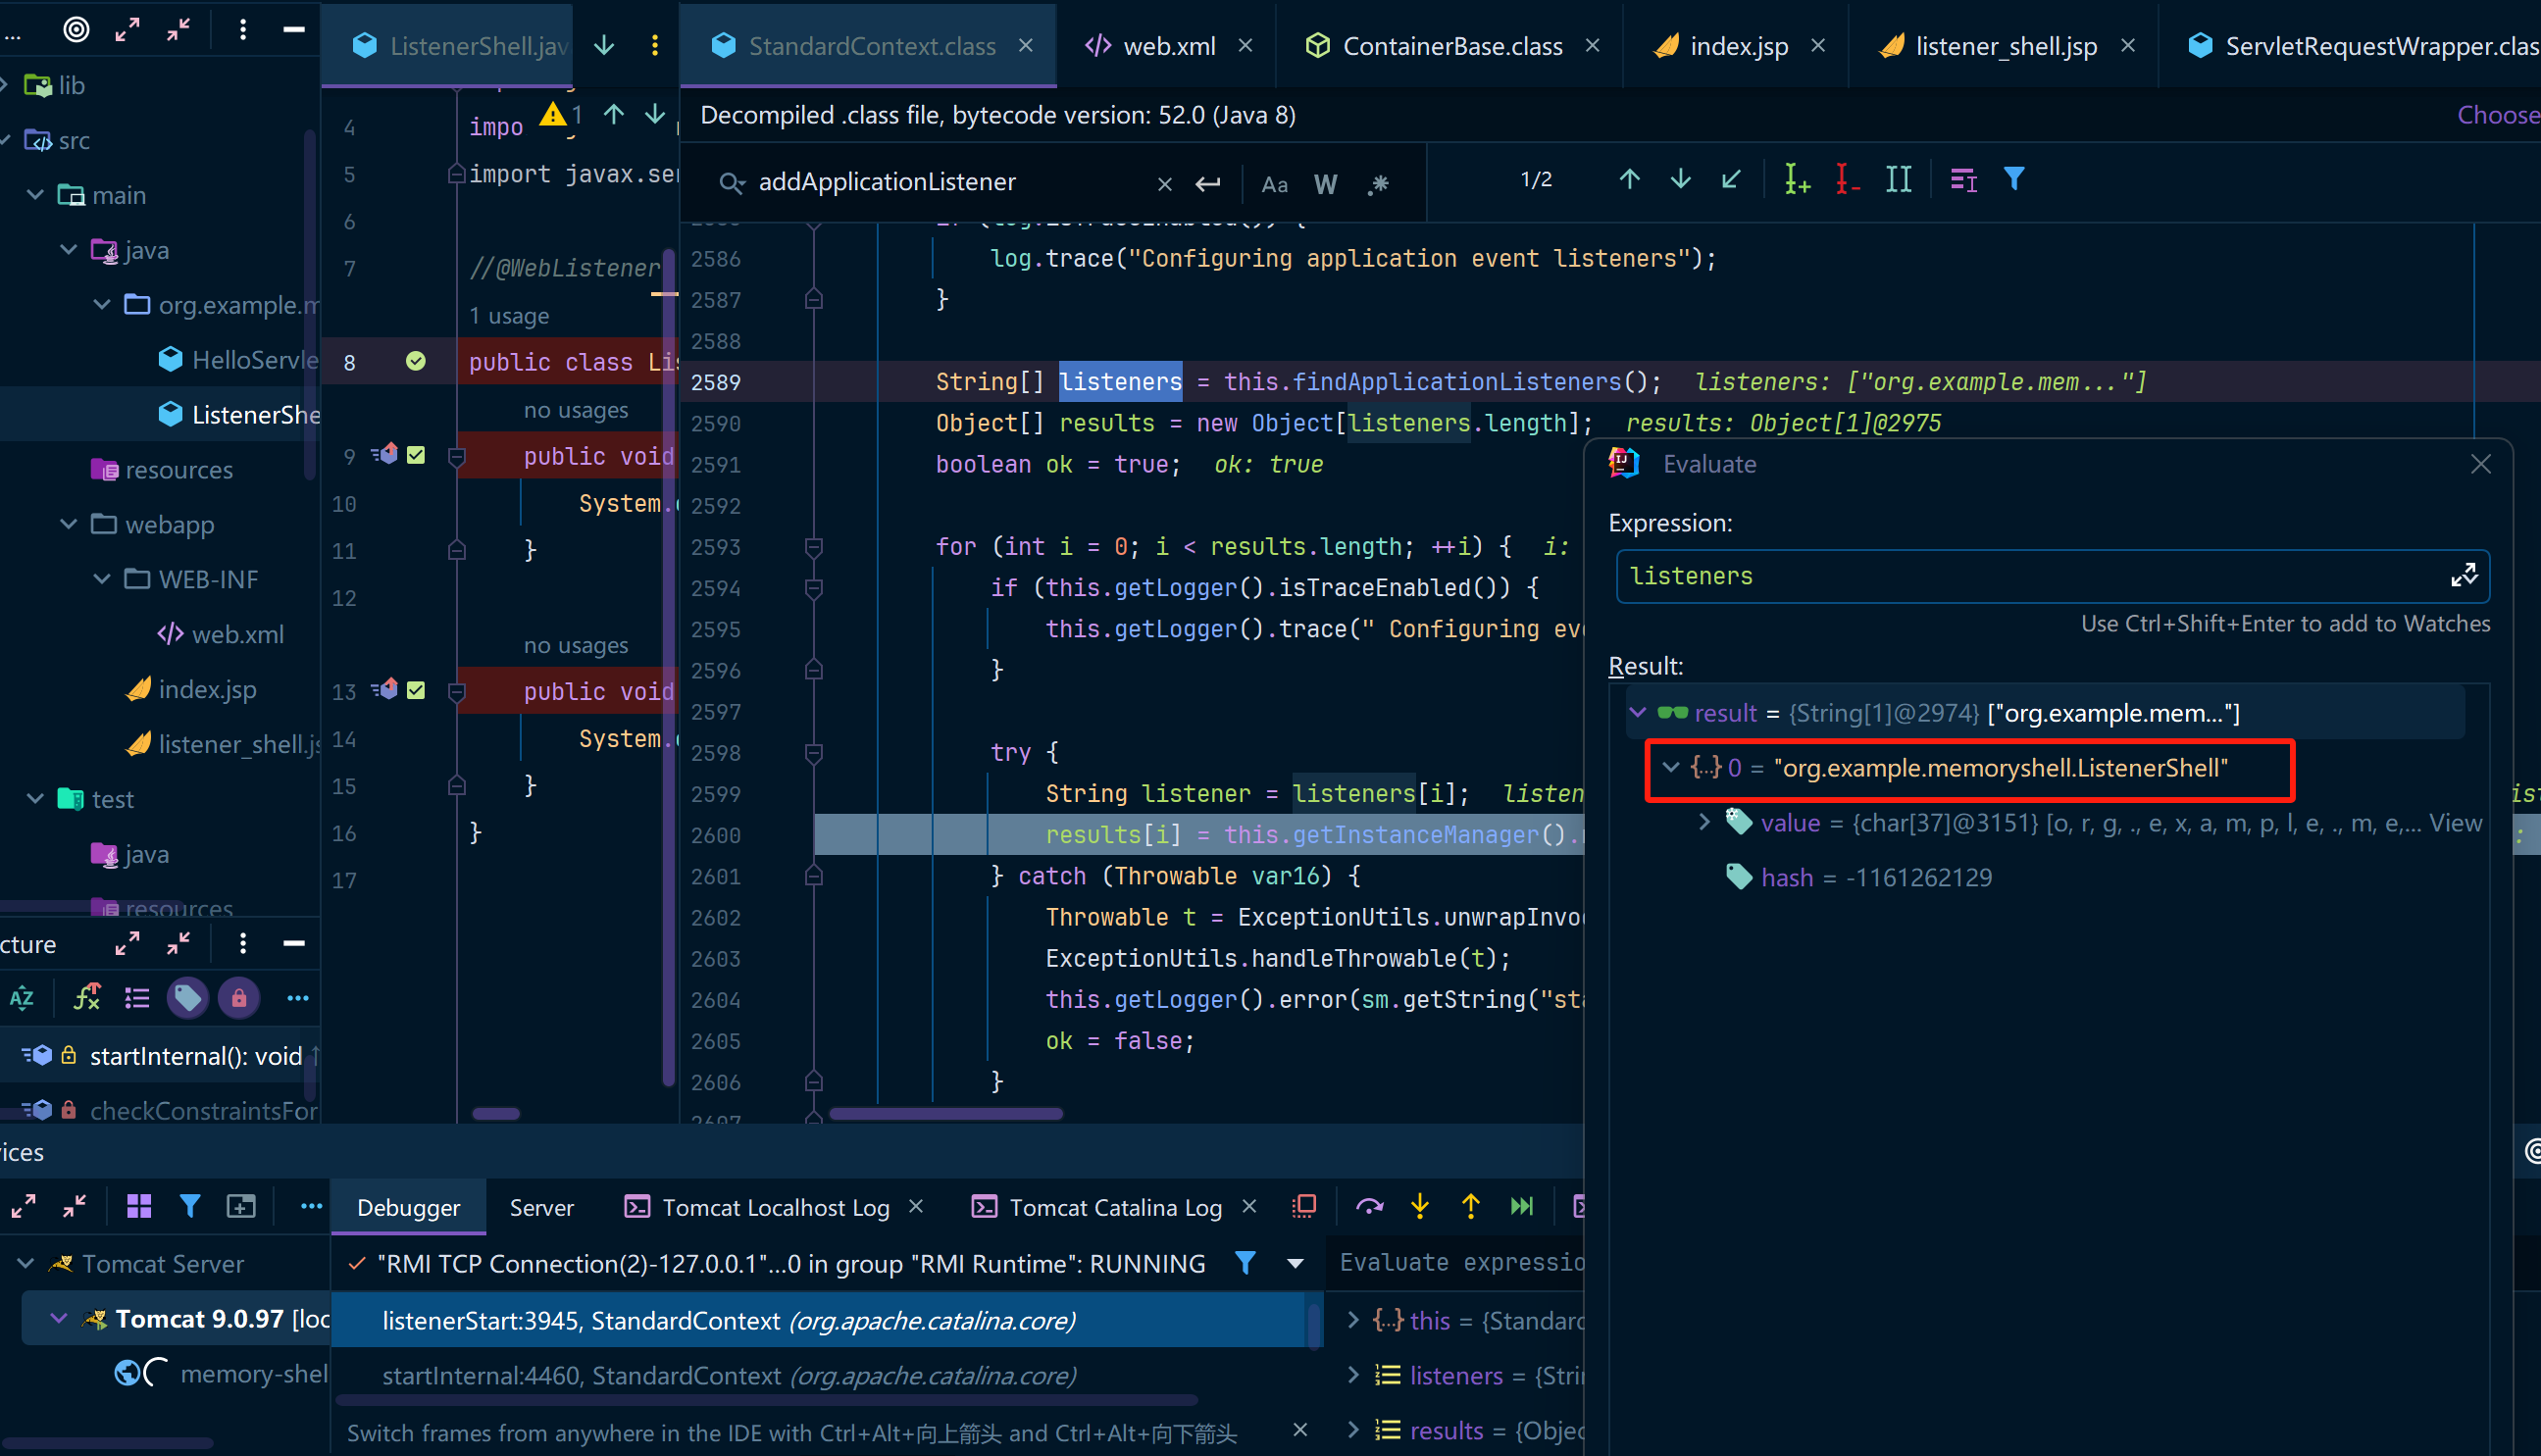 ...
ListenerShell.jav
StandardContext.class
web.xml
ContainerBase.class
index.jsp
listener_shell.jsp
ServletRequestWrapper.clas
lib
src
main
java
org.example.m
HelloServle
ListenerShe
resources
webapp
WEB-INF
web.xml
index.jsp
listener_shell.js
test
java
resources
cture
startInternal(): void ↑
checkConstraintsFor
4 impo
1
5 import javax.ser
6
7 //@WebListener
1 usage
8 public class Lis
no usages
9 public void
10 System.
11 }
12
no usages
13 public void
14 System.
15 }
16 }
17
Decompiled .class file, bytecode version: 52.0 (Java 8)
Choose
addApplicationListener
Aa W .*
1/2
2586 log.trace("Configuring application event listeners");
2587 }
2588
2589 String[] listeners = this.findApplicationListeners(); listeners: ["org.example.mem..."]
2590 Object[] results = new Object[listeners.length]; results: Object[1]@2975
2591 boolean ok = true; ok: true
2592
2593 for (int i = 0; i < results.length; ++i) { i:
2594 if (this.getLogger().isTraceEnabled()) {
2595 this.getLogger().trace(" Configuring eve
2596 }
2597
2598 try {
2599 String listener = listeners[i]; listen
2600 results[i] = this.getInstanceManager().
2601 } catch (Throwable var16) {
2602 Throwable t = ExceptionUtils.unwrapInvoc
2603 ExceptionUtils.handleThrowable(t);
2604 this.getLogger().error(sm.getString("sta
2605 ok = false;
2606 }
2607
Evaluate
Expression:
listeners
Use Ctrl+Shift+Enter to add to Watches
Result:
result = {String[1]@2974} ["org.example.mem..."]
{...} 0 = "org.example.memoryshell.ListenerShell"
value = {char[37]@3151} [o, r, g, ., e, x, a, m, p, l, e, ., m, e,... View
hash = -1161262129
ices
Debugger
Server
Tomcat Localhost Log
Tomcat Catalina Log
Tomcat Server
Tomcat 9.0.97 [loc
memory-shel
"RMI TCP Connection(2)-127.0.0.1"...0 in group "RMI Runtime": RUNNING
listenerStart:3945, StandardContext (org.apache.catalina.core)
startInternal:4460, StandardContext (org.apache.catalina.core)
Switch frames from anywhere in the IDE with Ctrl+Alt+向上箭头 and Ctrl+Alt+向下箭头
Evaluate expressio
{...} this = {Standard
listeners = {Strin
results = {Objec